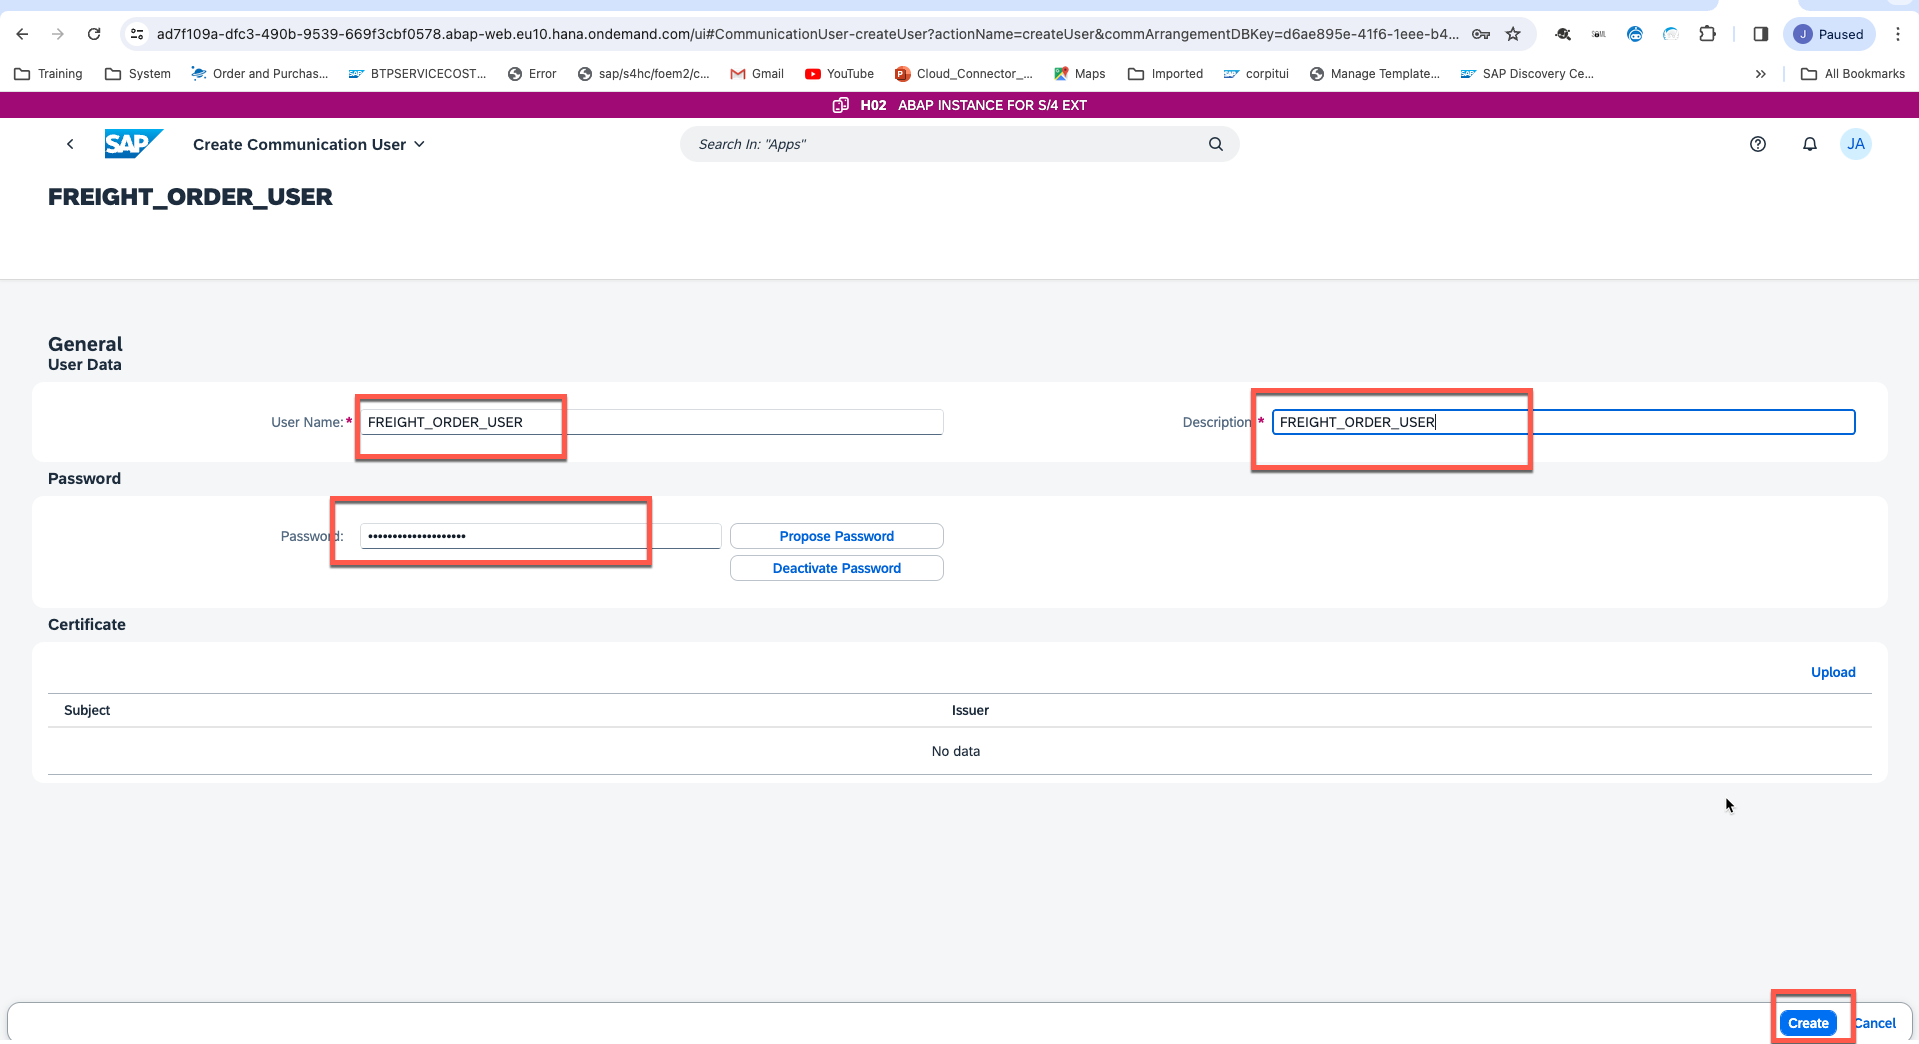 ad7f109a-dfc3-490b-9539-669f3cbf0578.abap-web.eu10.hana.ondemand.com/ui#CommunicationUser-createUser?actionName=createUser&commArrangementDBKey=d6ae895e-41f6-1eee-b4...
J Paused
Training System Order and Purchas... SAP BTPSERVICECOST... Error sap/s4hc/foem2/c... Gmail YouTube Cloud_Connector_... Maps Imported SAP corpitui Manage Template... SAP SAP Discovery Ce... » All Bookmarks
H02 ABAP INSTANCE FOR S/4 EXT
SAP Create Communication User Search In: "Apps" JA
FREIGHT_ORDER_USER
General
User Data
User Name:* FREIGHT_ORDER_USER Description * FREIGHT_ORDER_USER
Password
Password: •••••••••••••••••••• Propose Password
Deactivate Password
Certificate
Upload
Subject Issuer
No data
Create Cancel